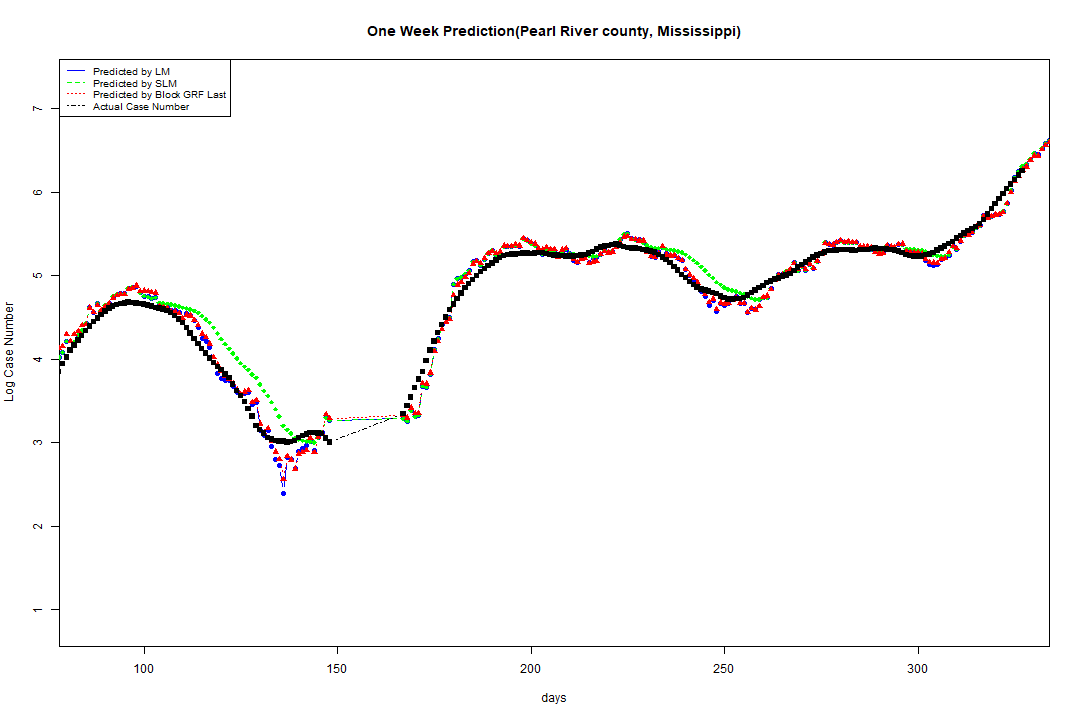 One Week Prediction(Pearl River county, Mississippi)
Predicted by LM
Predicted by SLM
Predicted by Block GRF Last
Actual Case Number
7
6
5
4
3
2
1
Log Case Number
100 150 200 250 300
days